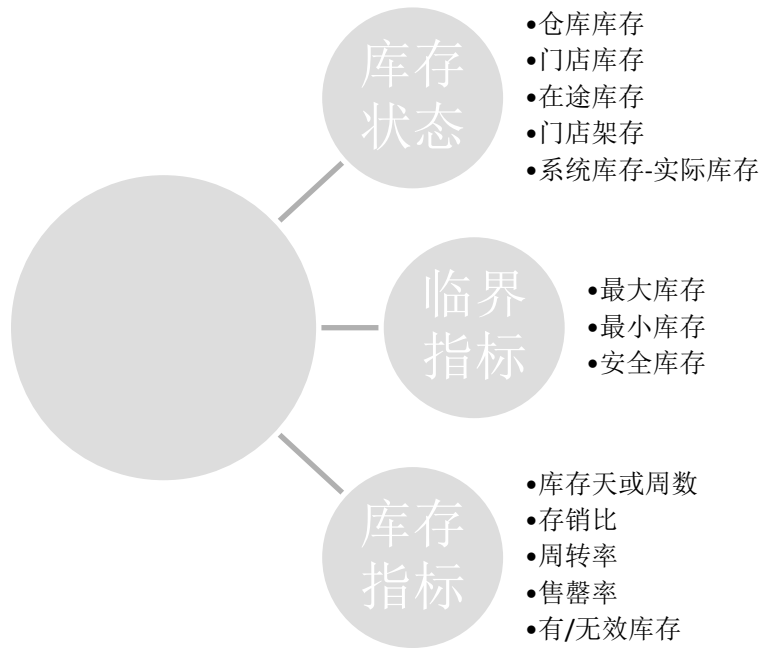 库存
状态
•仓库库存
•门店库存
•在途库存
•门店架存
•系统库存-实际库存
临界
指标
•最大库存
•最小库存
•安全库存
库存
指标
•库存天或周数
•存销比
•周转率
•售罄率
•有/无效库存